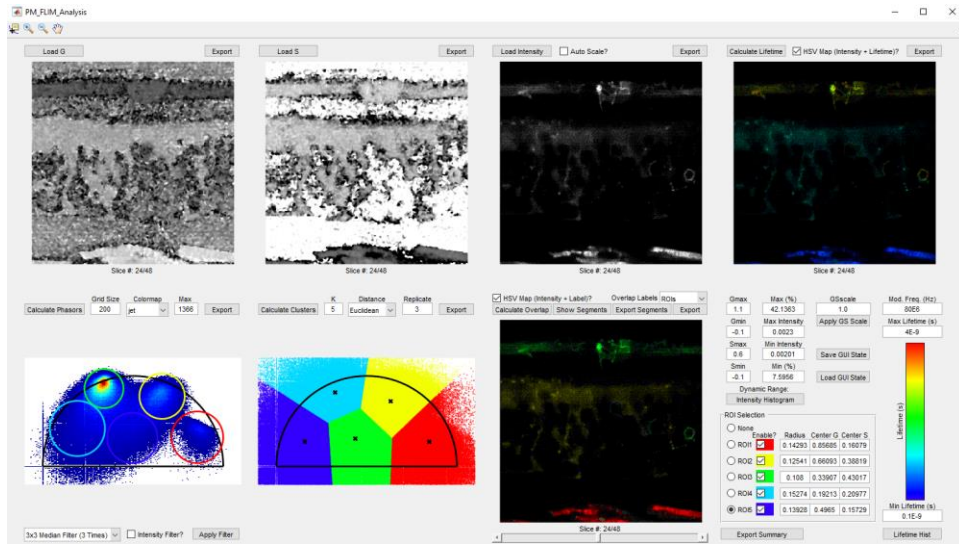 PM_FLIM_Analysis
Load G Export
Load S Export
Load Intensity Auto Scale? Export
Calculate Lifetime HSV Map (Intensity + Lifetime)? Export
Slice #: 24/48
Slice #: 24/48
Slice #: 24/48
Slice #: 24/48
Grid Size Colormap Max
Calculate Phasors 200 jet 1366 Export
K Distance Replicate
Calculate Clusters 5 Euclidean 3 Export
HSV Map (Intensity + Label)? Overlap Labels ROIs
Calculate Overlap Show Segments Export Segments Export
Slice #: 24/48
Gmax Max (%) GSscale Mod. Freq. (Hz)
1.1 42.1363 1.0 80E6
Gmin Max Intensity Apply GS Scale Max Lifetime (s)
-0.1 0.0023 4E-9
Smax Min Intensity
0.6 0.00201 Save GUI State
Smin Min (%)
-0.1 7.5956 Load GUI State
Dynamic Range:
Intensity Histogram
ROI Selection
None
Enable? Radius Center G Center S
ROI1 0.14293 0.85685 0.16079
ROI2 0.12541 0.66093 0.38819
ROI3 0.108 0.33907 0.43017
ROI4 0.15274 0.19213 0.20977
ROI5 0.13928 0.4965 0.15729
Lifetime (s)
Min Lifetime (s)
0.1E-9
3x3 Median Filter (3 Times) Intensity Filter? Apply Filter
Export Summary
Lifetime Hist